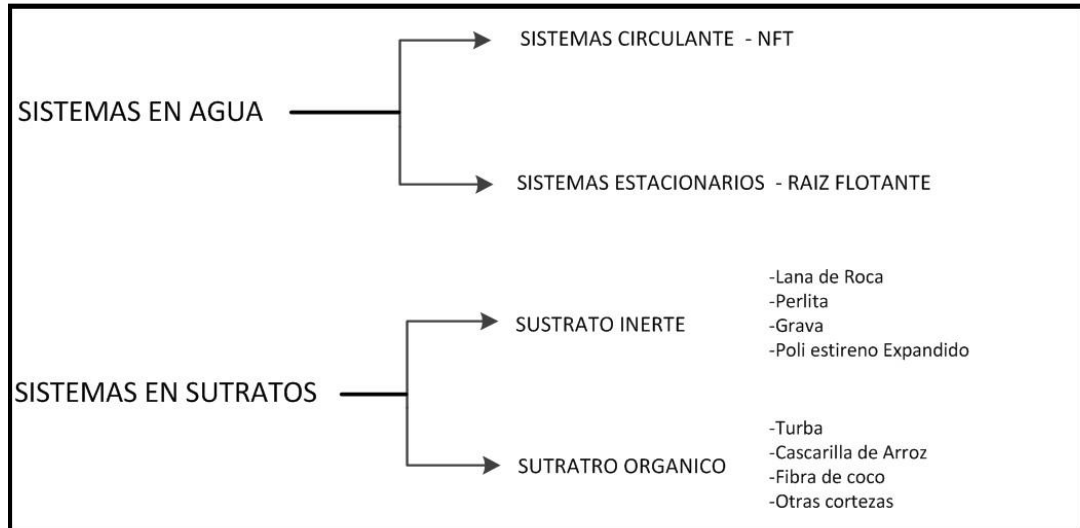 SISTEMAS CIRCULANTE - NFT
SISTEMAS EN AGUA
SISTEMAS ESTACIONARIOS - RAIZ FLOTANTE
-Lana de Roca
-Perlita
SUSTRATO INERTE
-Grava
-Poli estireno Expandido
SISTEMAS EN SUTRATOS
-Turba
-Cascarilla de Arroz
SUTRATRO ORGANICO
-Fibra de coco
-Otras cortezas